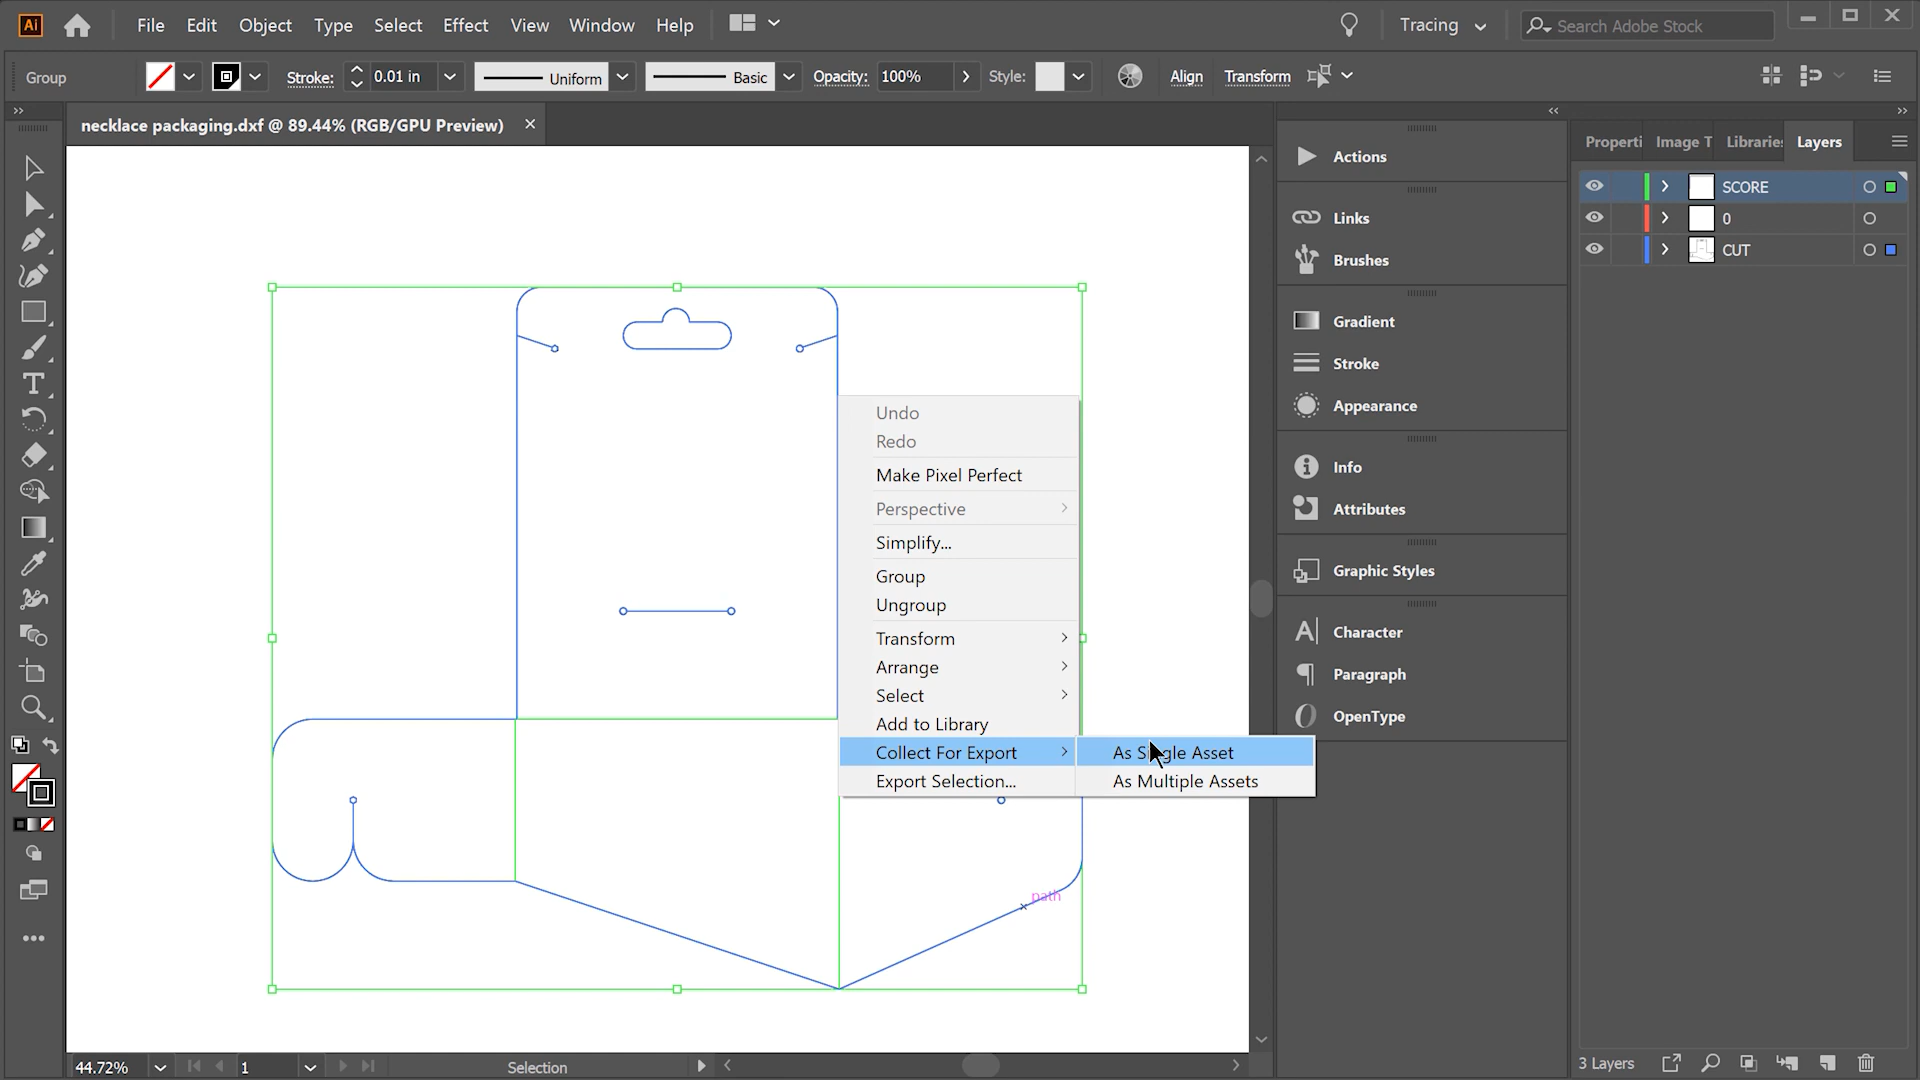 Ai File Edit Object Type Select Effect View Window Help Tracing Search Adobe Stock
Group Stroke: 0.01 in Uniform Basic Opacity: 100% Style: Align Transform
necklace packaging.dxf @ 89.44% (RGB/GPU Preview)
Actions
Links
Brushes
Gradient
Stroke
Appearance
Info
Attributes
Graphic Styles
Character
Paragraph
OpenType
Properti Image T Libraries Layers
SCORE
0
CUT
Undo
Redo
Make Pixel Perfect
Perspective
Simplify...
Group
Ungroup
Transform
Arrange
Select
Add to Library
Collect For Export
Export Selection...
As Single Asset
As Multiple Assets
path
44.72% 1 Selection
3 Layers